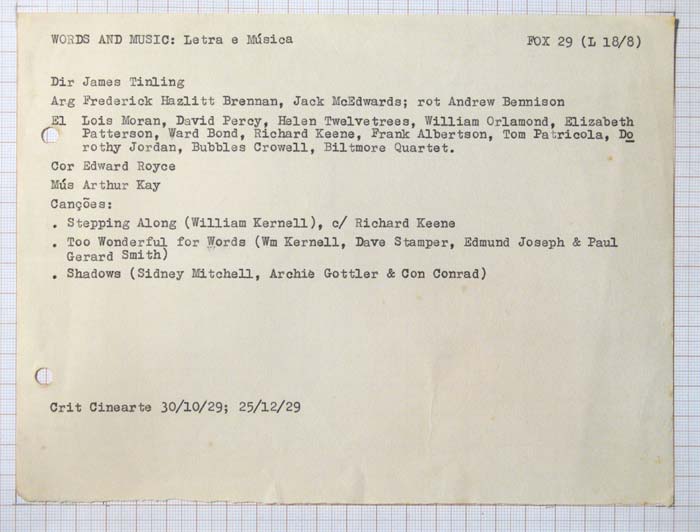 WORDS AND MUSIC: Letra e Música FOX 29 (L 18/8)
Dir James Tinling
Arg Frederick Hazlitt Brennan, Jack McEdwards; rot Andrew Bennison
El Lois Moran, David Percy, Helen Twelvetrees, William Orlamond, Elizabeth
Patterson, Ward Bond, Richard Keene, Frank Albertson, Tom Patricola, Do
rothy Jordan, Bubbles Crowell, Biltmore Quartet.
Cor Edward Royce
Mús Arthur Kay
Canções:
. Stepping Along (William Kernell), c/ Richard Keene
. Too Wonderful for Words (Wm Kernell, Dave Stamper, Edmund Joseph & Paul
Gerard Smith)
. Shadows (Sidney Mitchell, Archie Gottler & Con Conrad)
Crit Cinearte 30/10/29; 25/12/29